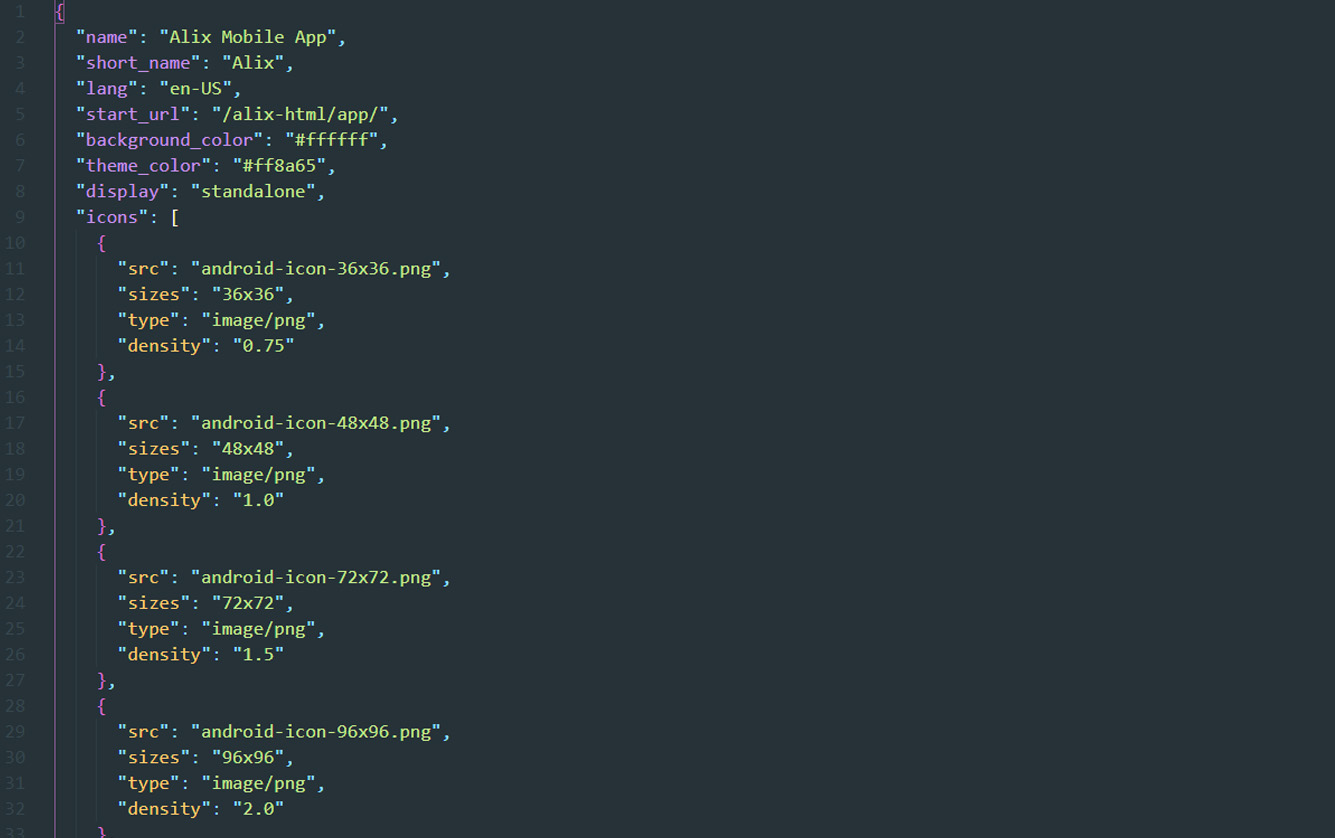 1 {
2 "name": "Alix Mobile App",
3 "short_name": "Alix",
4 "lang": "en-US",
5 "start_url": "/alix-html/app/",
6 "background_color": "#ffffff",
7 "theme_color": "#ff8a65",
8 "display": "standalone",
9 "icons": [
10 {
11 "src": "android-icon-36x36.png",
12 "sizes": "36x36",
13 "type": "image/png",
14 "density": "0.75"
15 },
16 {
17 "src": "android-icon-48x48.png",
18 "sizes": "48x48",
19 "type": "image/png",
20 "density": "1.0"
21 },
22 {
23 "src": "android-icon-72x72.png",
24 "sizes": "72x72",
25 "type": "image/png",
26 "density": "1.5"
27 },
28 {
29 "src": "android-icon-96x96.png",
30 "sizes": "96x96",
31 "type": "image/png",
32 "density": "2.0"
33 }